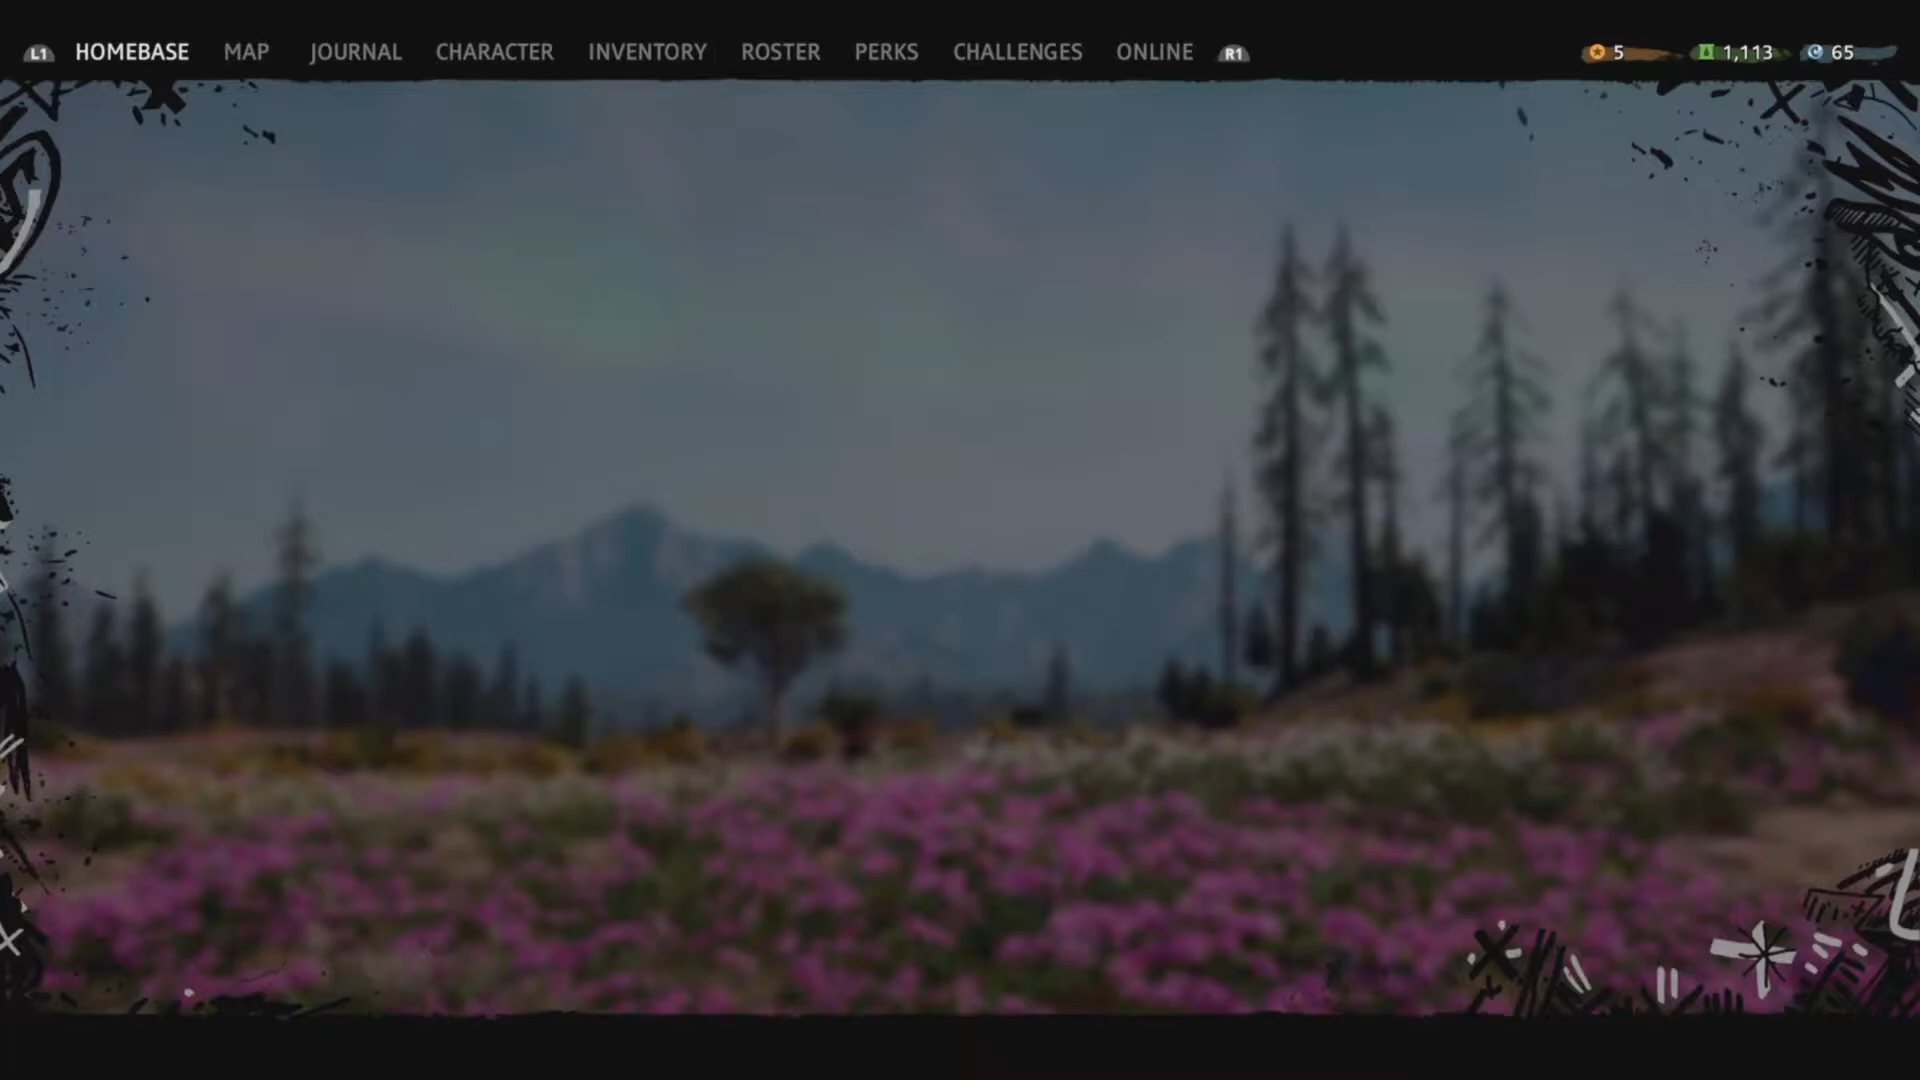 L1 HOMEBASE MAP JOURNAL CHARACTER INVENTORY ROSTER PERKS CHALLENGES ONLINE R1 5 1,113 65